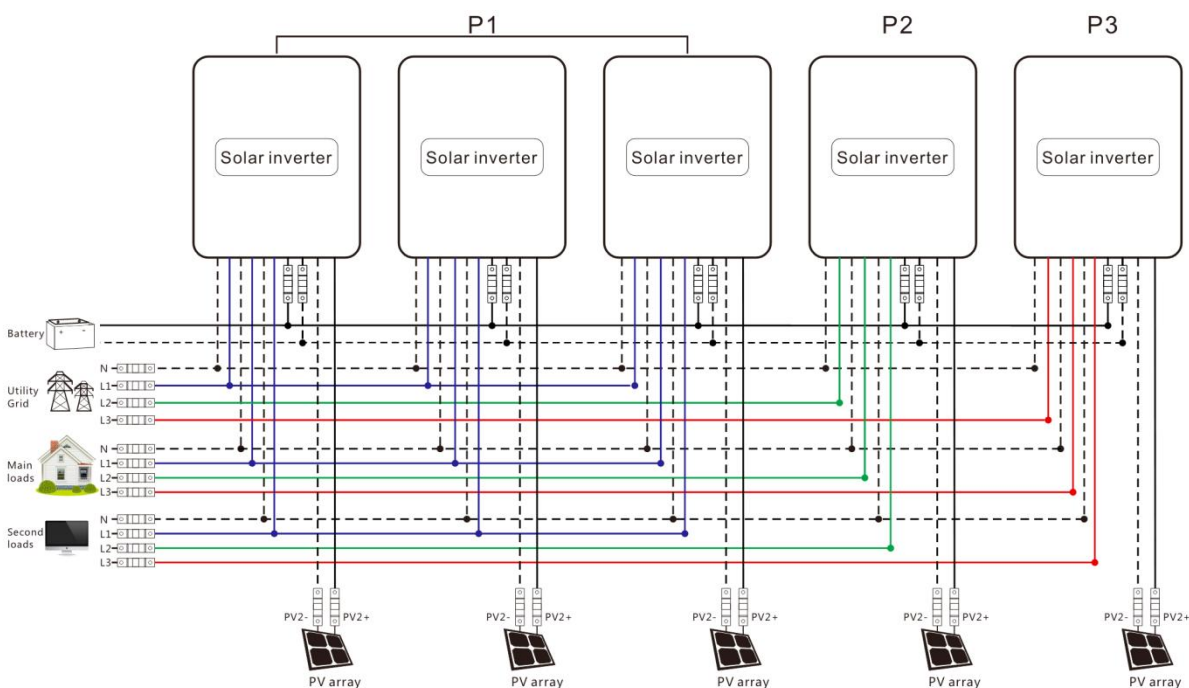 P1 P2 P3
Solar inverter Solar inverter Solar inverter Solar inverter Solar inverter
Battery
N
L1
Utility
Grid
L2
L3
N
L1
Main
loads
L2
L3
N
L1
Second
loads
L2
L3
PV2- PV2+ PV2- PV2+ PV2- PV2+ PV2- PV2+ PV2- PV2+
PV array PV array PV array PV array PV array